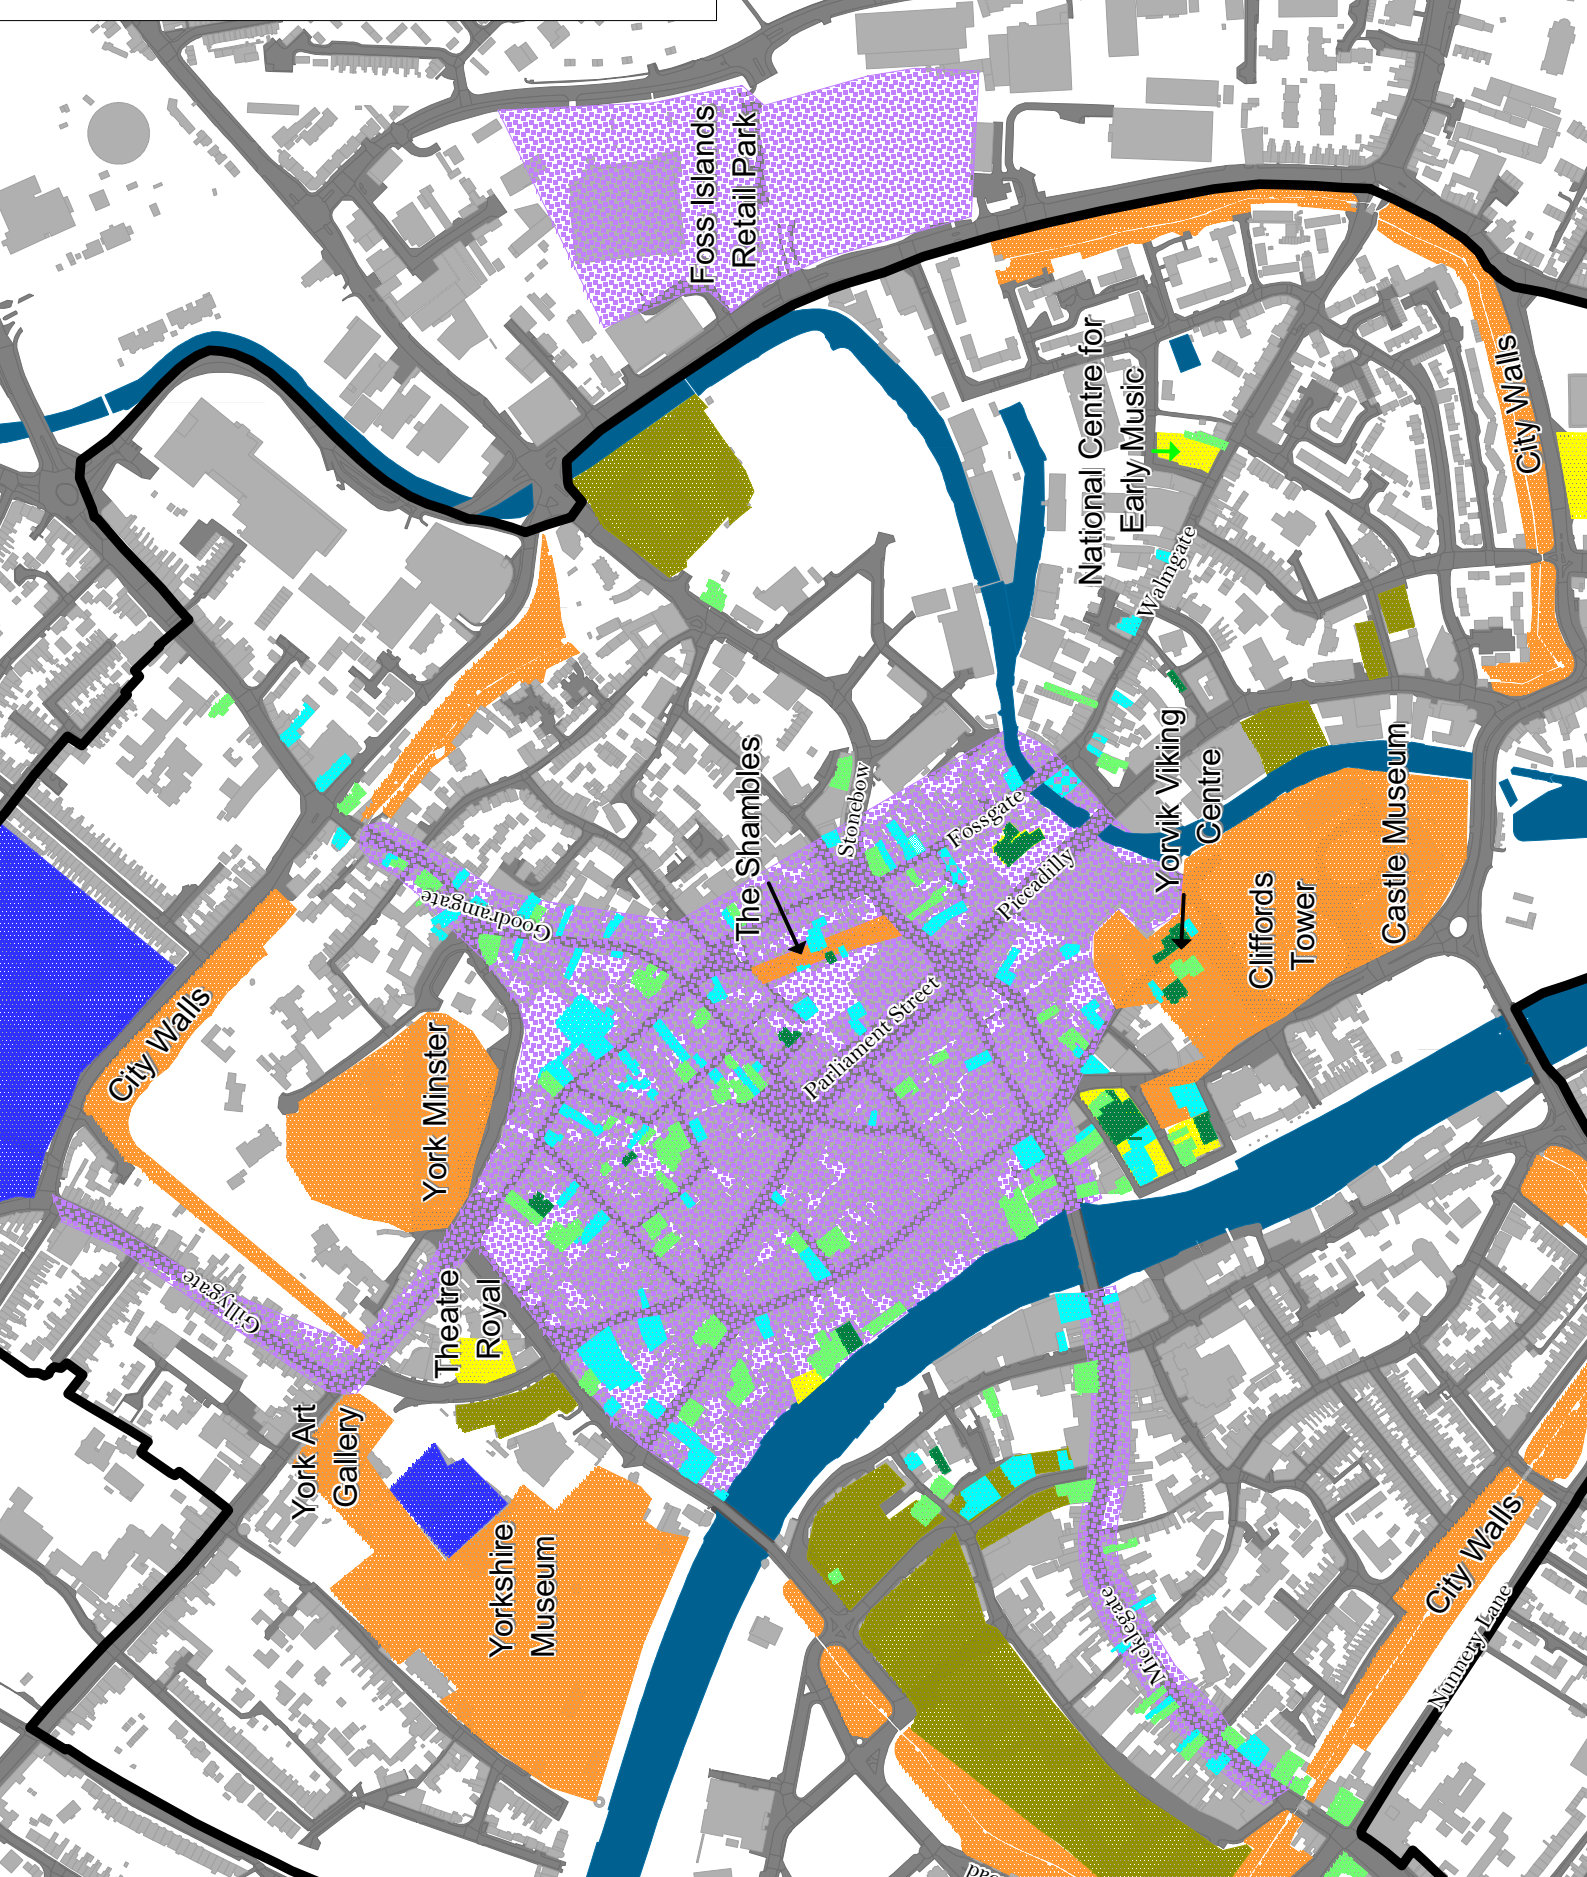 Foss Islands
Retail Park
National Centre for
Early Music
City Walls
Walmgate
Yorvik Viking
Centre
Castle Museum
The Shambles
Stonebow
Fossgate
Piccadilly
Cliffords
Tower
Goodramgate
Parliament Street
City Walls
York Minster
Gillygate
Theatre
Royal
York Art
Gallery
Yorkshire
Museum
Micklegate
City Walls
Nunnery Lane
oad